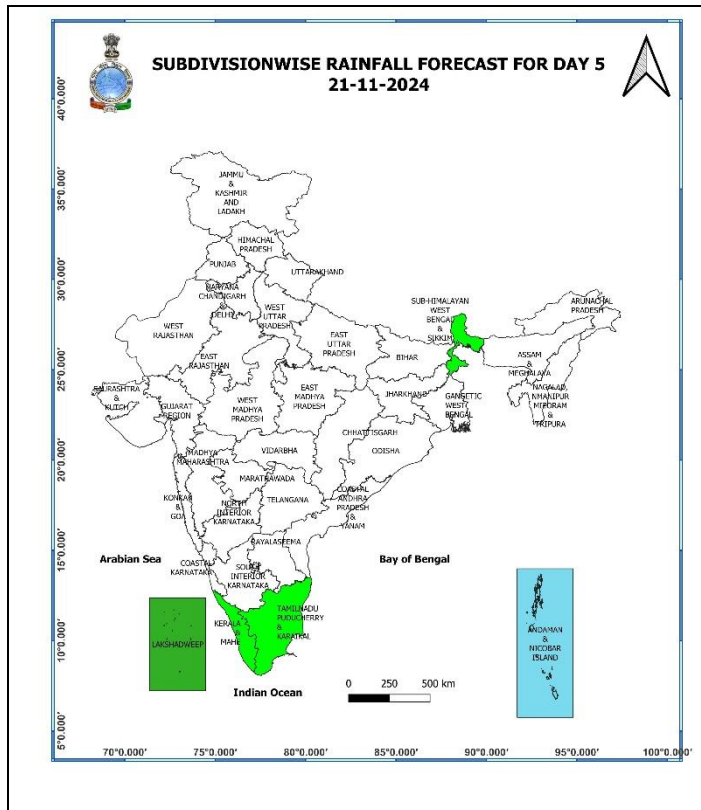 SUBDIVISIONWISE RAINFALL FORECAST FOR DAY 5
21-11-2024
40°0.000'
35°0.000'
30°0.000'
25°0.000'
20°0.000'
15°0.000'
10°0.000'
5°0.000'
JAMMU
&
KASHMIR
AND
LADAKH
HIMACHAL
PRADESH
PUNJAB
UTTARAKHAND
HARYANA
CHANDIGARH
&
DELHI
WEST
UTTAR
PRADESH
EAST
UTTAR
PRADESH
WEST
RAJASTHAN
EAST
RAJASTHAN
SUB-HIMALAYAN
WEST
BENGAL
&
SIKKIM
ARUNACHAL
PRADESH
ASSAM
&
MEGHALAYA
NAGALAD
NMANIPUR
MIZORAM
&
TRIPURA
BIHAR
JHARKHAND
GANGETIC
WEST
BENGAL
SAURASHTRA
&
KUTCH
GUJARAT
REGION
WEST
MADHYA
PRADESH
EAST
MADHYA
PRADESH
CHHATTISGARH
ODISHA
MADHYA
MAHARASHTRA
VIDARBHA
MARATHWADA
KONKAN
&
GOA
NORTH
INTERIOR
KARNATAKA
TELANGANA
COASTAL
ANDHRA
PRADESH
&
YANAM
RAYALASEEMA
Arabian Sea
Bay of Bengal
COASTAL
KARNATAKA
SOUTH
INTERIOR
KARNATAKA
LAKSHADWEEP
KERALA
&
MAHE
TAMILNADU
PUDUCHERRY
&
KARAIKAL
ANDAMAN
&
NICOBAR
ISLAND
Indian Ocean
0 250 500 km
70°0.000' 75°0.000' 80°0.000' 85°0.000' 90°0.000' 95°0.000' 100°0.000'